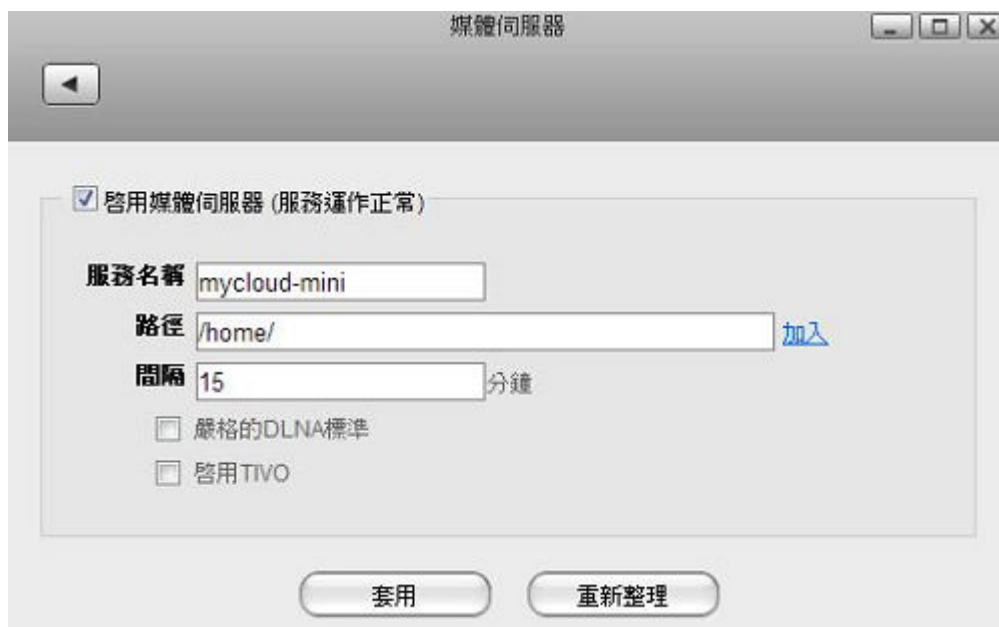 媒體伺服器
啓用媒體伺服器 (服務運作正常)
服務名稱 mycloud-mini
路徑 /home/ 加入
間隔 15 分鐘
嚴格的DLNA標準
啓用TIVO
套用 重新整理